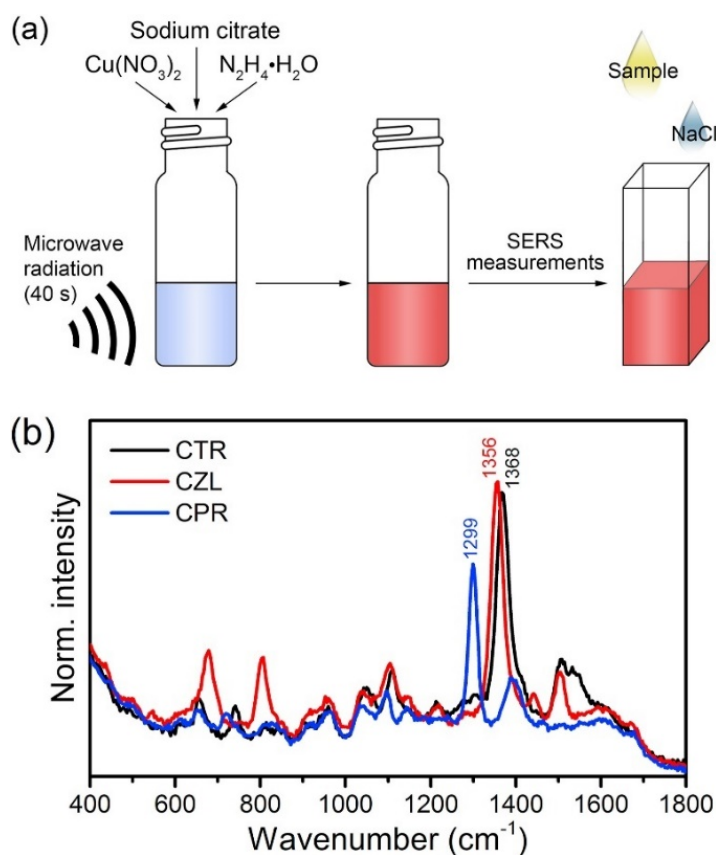 (a)
Sodium citrate
Cu(NO₃)₂
N₂H₄•H₂O
Sample
NaCl
Microwave
radiation
(40 s)
SERS
measurements
(b)
CTR
CZL
CPR
1299
1356
1368
Norm. intensity
400 600 800 1000 1200 1400 1600 1800
Wavenumber (cm⁻¹)